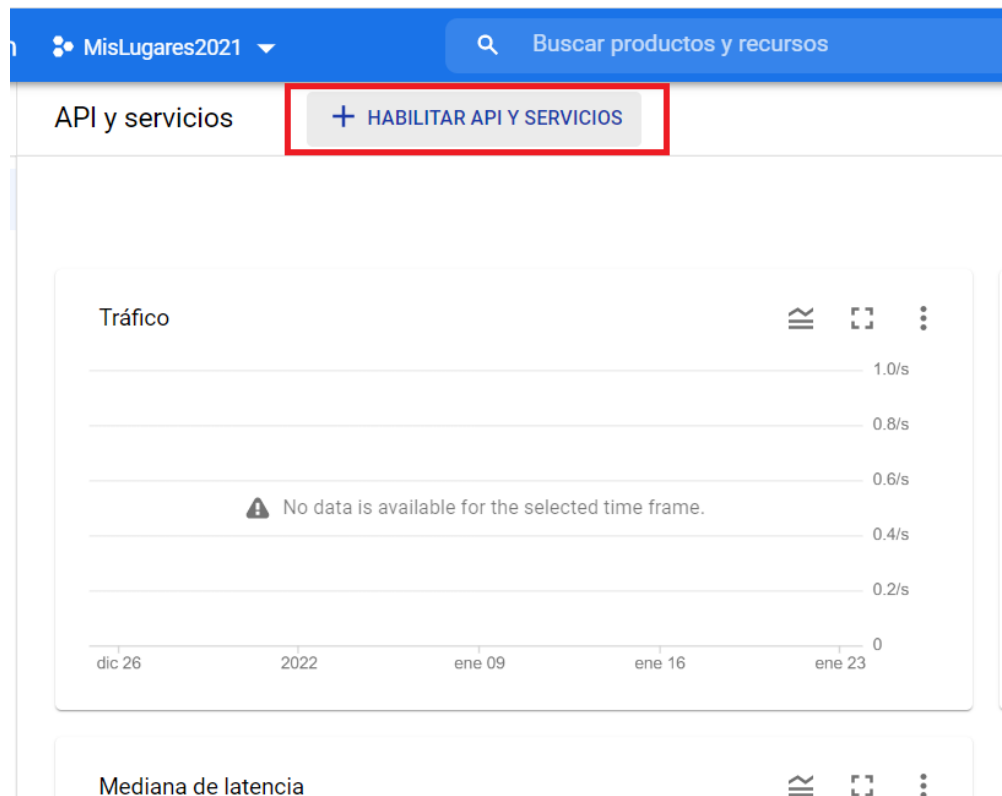 MisLugares2021
Buscar productos y recursos
API y servicios
+ HABILITAR API Y SERVICIOS
Tráfico
1.0/s
0.8/s
0.6/s
No data is available for the selected time frame.
0.4/s
0.2/s
0
dic 26 2022 ene 09 ene 16 ene 23
Mediana de latencia